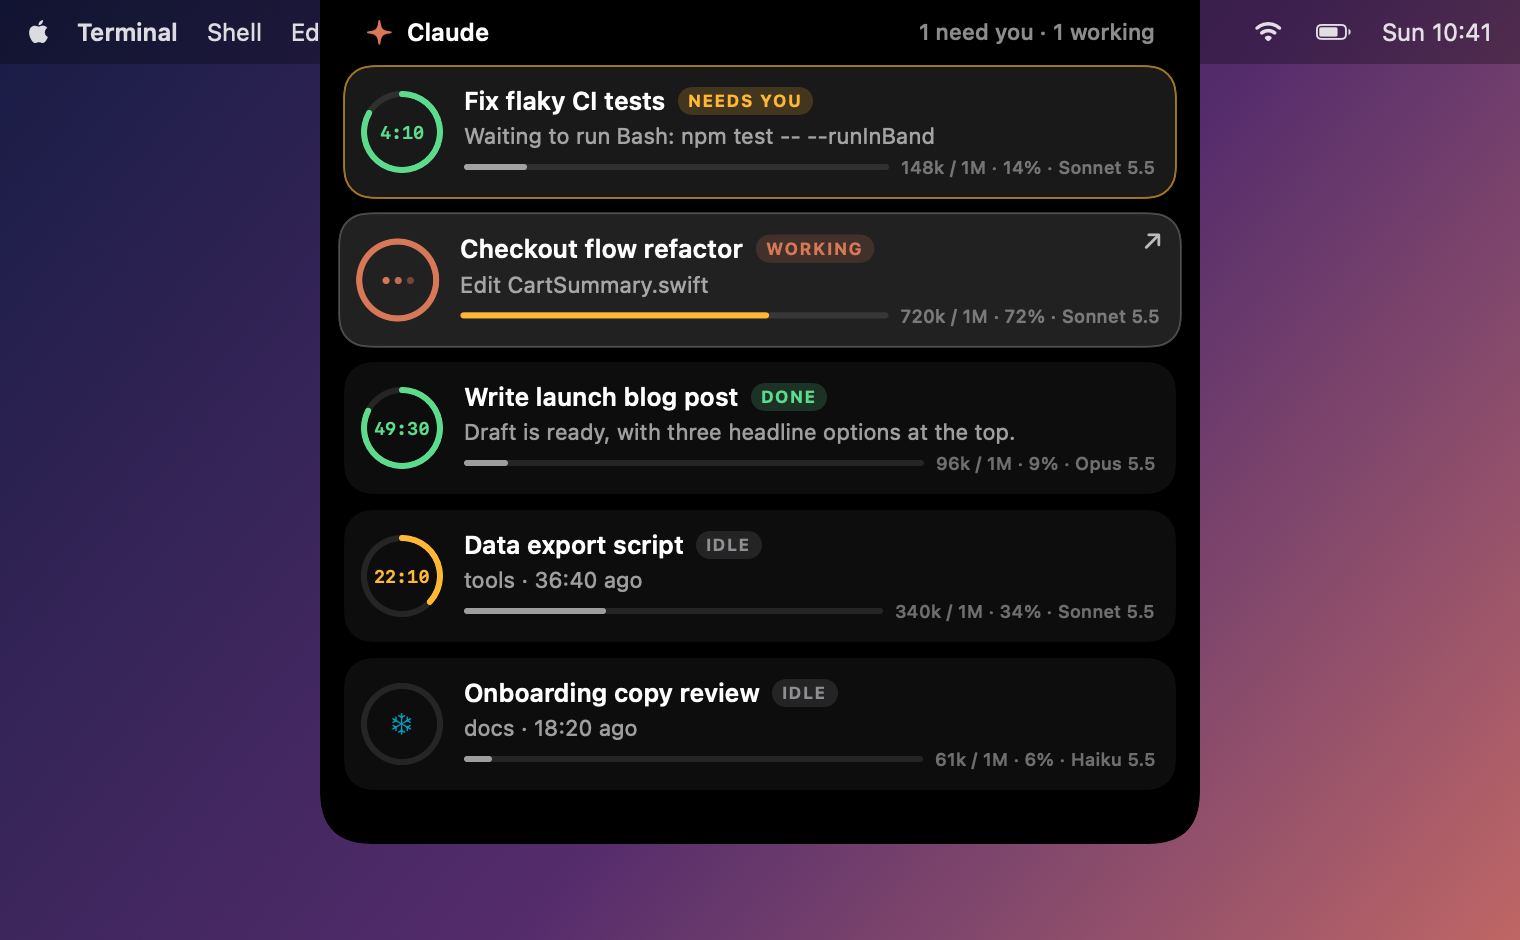 Terminal Shell Ed
Claude
1 need you · 1 working
Sun 10:41
4:10
Fix flaky CI tests NEEDS YOU
Waiting to run Bash: npm test -- --runInBand
148k / 1M · 14% · Sonnet 5.5
Checkout flow refactor WORKING
Edit CartSummary.swift
720k / 1M · 72% · Sonnet 5.5
49:30
Write launch blog post DONE
Draft is ready, with three headline options at the top.
96k / 1M · 9% · Opus 5.5
22:10
Data export script IDLE
tools · 36:40 ago
340k / 1M · 34% · Sonnet 5.5
Onboarding copy review IDLE
docs · 18:20 ago
61k / 1M · 6% · Haiku 5.5